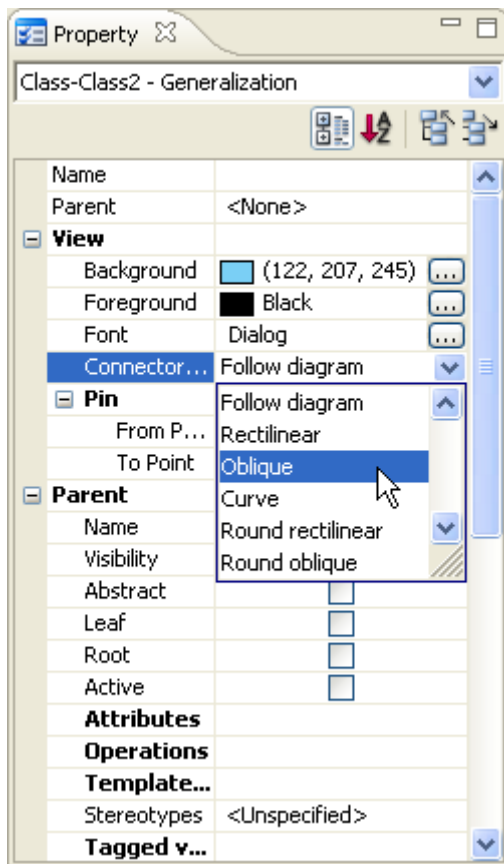 Property
Class-Class2 - Generalization
Name
Parent <None>
View
Background (122, 207, 245) ...
Foreground Black ...
Font Dialog ...
Connector... Follow diagram
Pin Follow diagram
From P... Rectilinear
To Point Oblique
Parent Curve
Name Round rectilinear
Visibility Round oblique
Abstract
Leaf
Root
Active
Attributes
Operations
Template...
Stereotypes <Unspecified>
Tagged v...